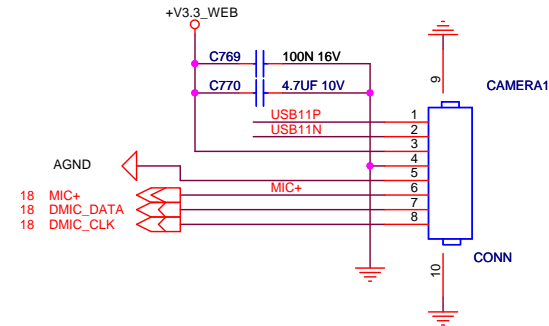 +V3.3_WEB
C769 100N 16V
C770 4.7UF 10V
9
CAMERA1
USB11P 1
USB11N 2
3
AGND 4
5
18 MIC+ MIC+ 6
18 DMIC_DATA 7
18 DMIC_CLK 8
CONN
10